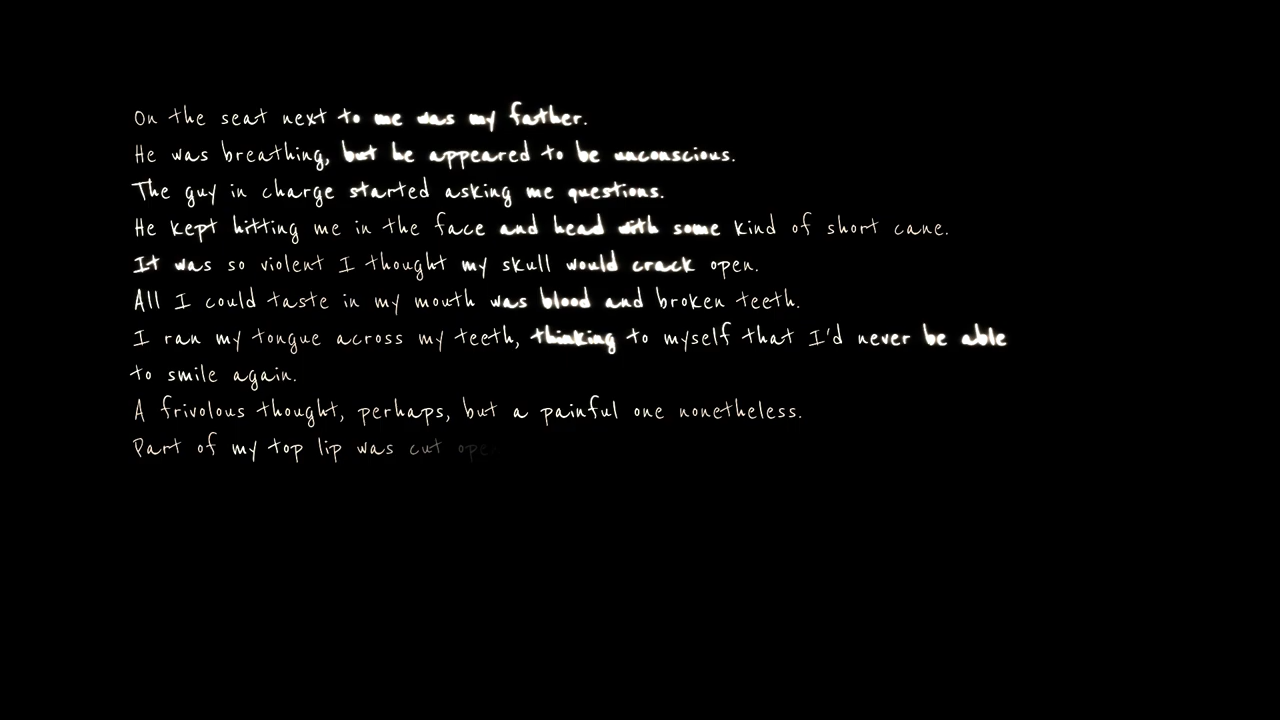 On the seat next to me was my father.
He was breathing, but he appeared to be unconscious.
The guy in charge started asking me questions.
He kept hitting me in the face and head with some kind of short cane.
It was so violent I thought my skull would crack open.
All I could taste in my mouth was blood and broken teeth.
I ran my tongue across my teeth, thinking to myself that I'd never be able
to smile again.
A frivolous thought, perhaps, but a painful one nonetheless.
Part of my top lip was cut